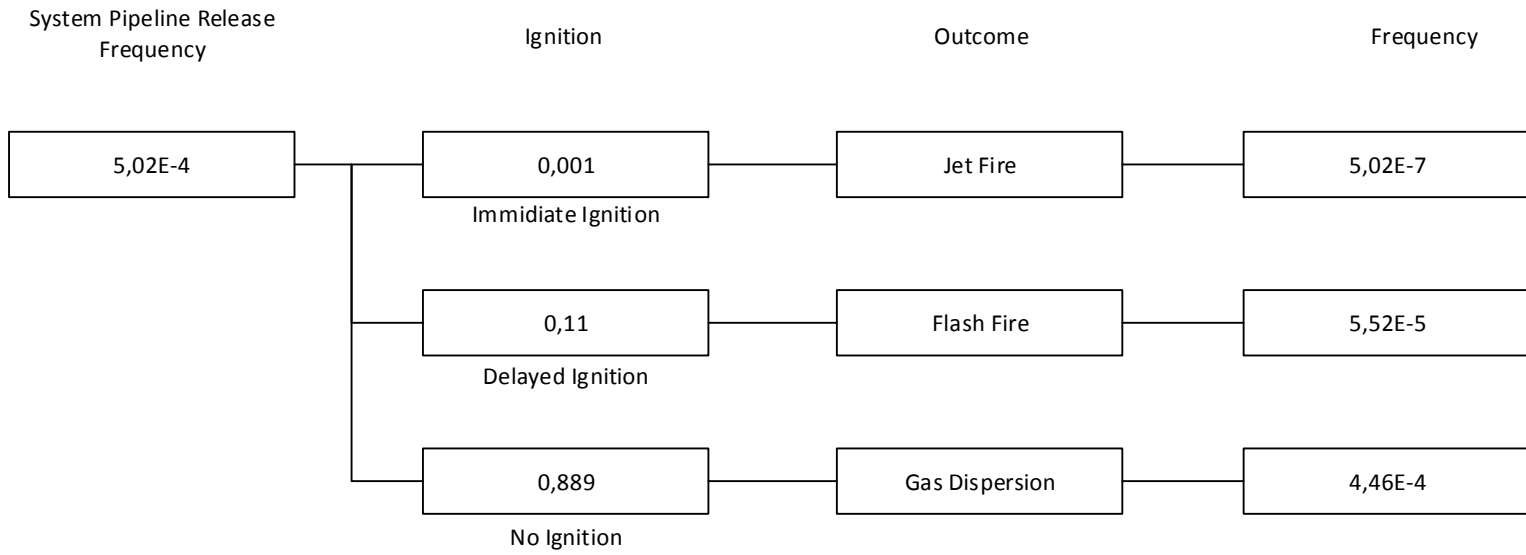 System Pipeline Release
Frequency
Ignition
Outcome
Frequency
5,02E-4
0,001
Jet Fire
5,02E-7
Immidiate Ignition
0,11
Flash Fire
5,52E-5
Delayed Ignition
0,889
Gas Dispersion
4,46E-4
No Ignition